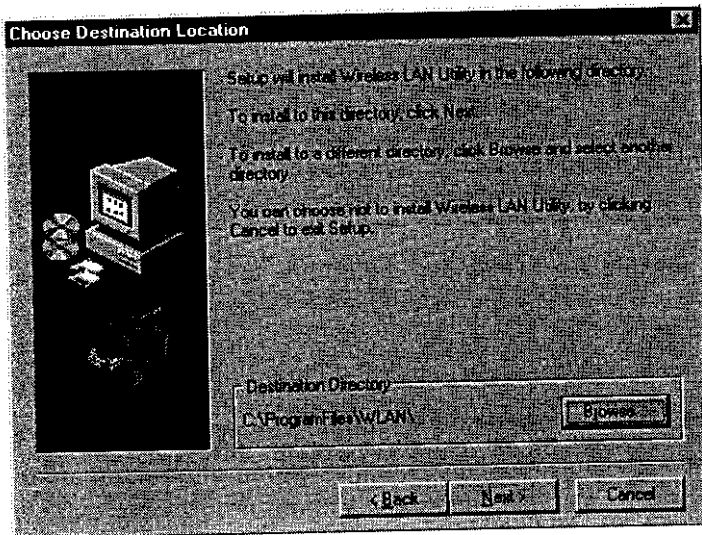 Choose Destination Location
Setup will install Wireless LAN Utility in the following directory.
To install to this directory, click Next.
To install to a different directory, click Browse and select another
directory.
You can choose not to install Wireless LAN Utility, by clicking
Cancel to exit Setup.
Destination Directory
C:\ProgramFiles\WLAN\
Browse...
< Back
Next >
Cancel